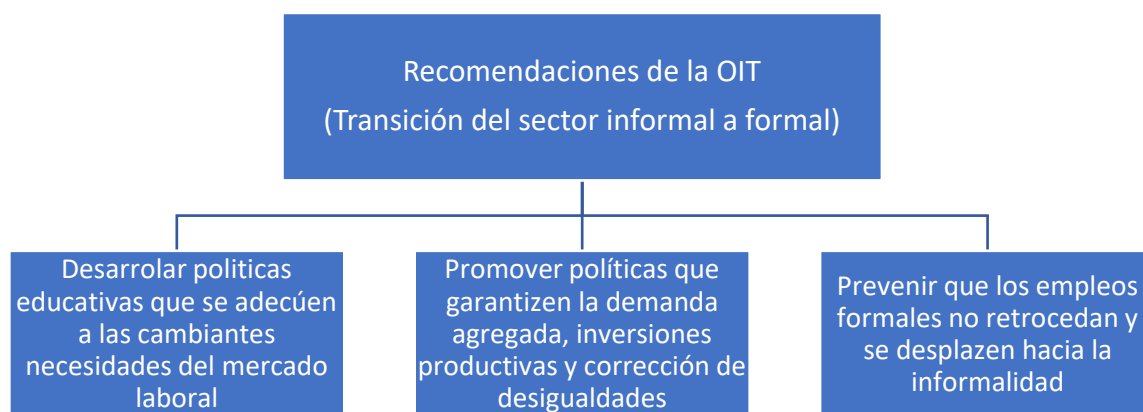 Recomendaciones de la OIT
(Transición del sector informal a formal)
Desarrolar politicas
educativas que se adecúen
a las cambiantes
necesidades del mercado
laboral
Promover políticas que
garantizen la demanda
agregada, inversiones
productivas y corrección de
desigualdades
Prevenir que los empleos
formales no retrocedan y
se desplazen hacia la
informalidad